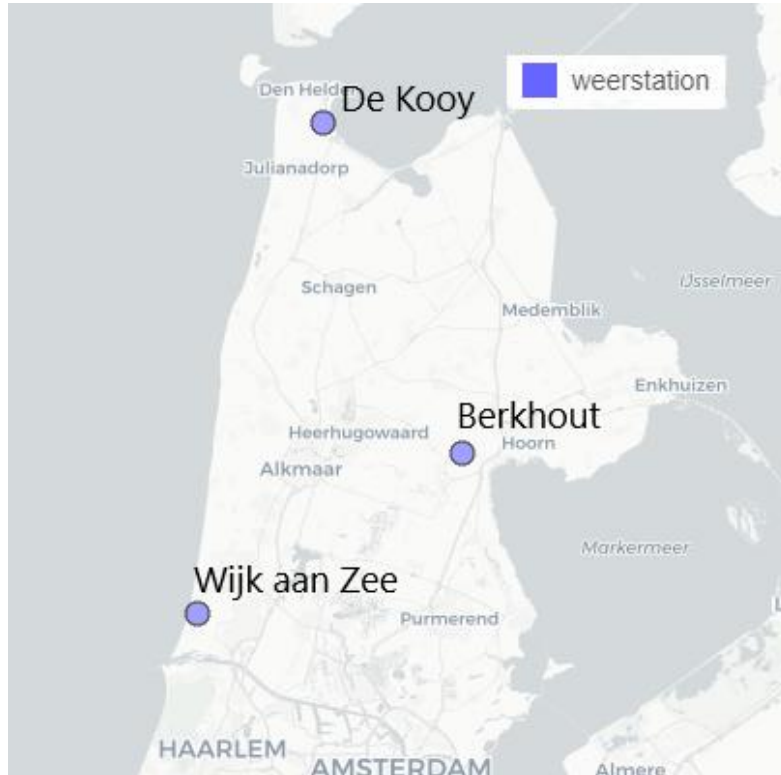 weerstation
Den Helder
De Kooy
Julianadorp
Schagen
IJsselmeer
Medemblik
Enkhuizen
Berkhout
Heerhugowaard
Hoorn
Alkmaar
Markermeer
Wijk aan Zee
Purmerend
L
HAARLEM
AMSTERDAM
Almere